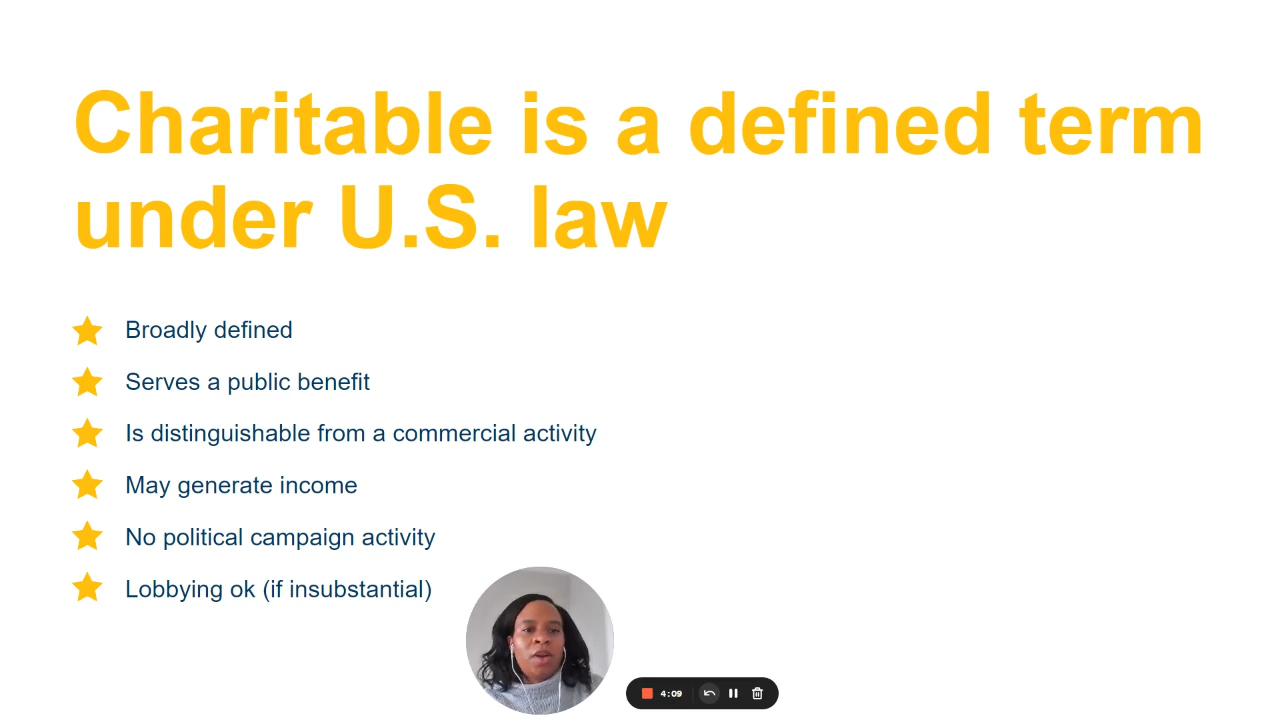 Charitable is a defined term
under U.S. law
Broadly defined
Serves a public benefit
Is distinguishable from a commercial activity
May generate income
No political campaign activity
Lobbying ok (if insubstantial)
4:09